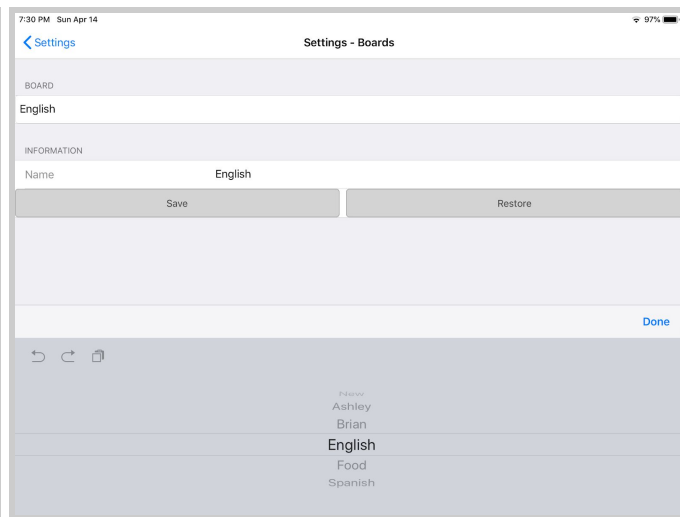 7:30 PM Sun Apr 14 97%
Settings Settings - Boards
BOARD
English
INFORMATION
Name English
Save Restore
Done
New
Ashley
Brian
English
Food
Spanish